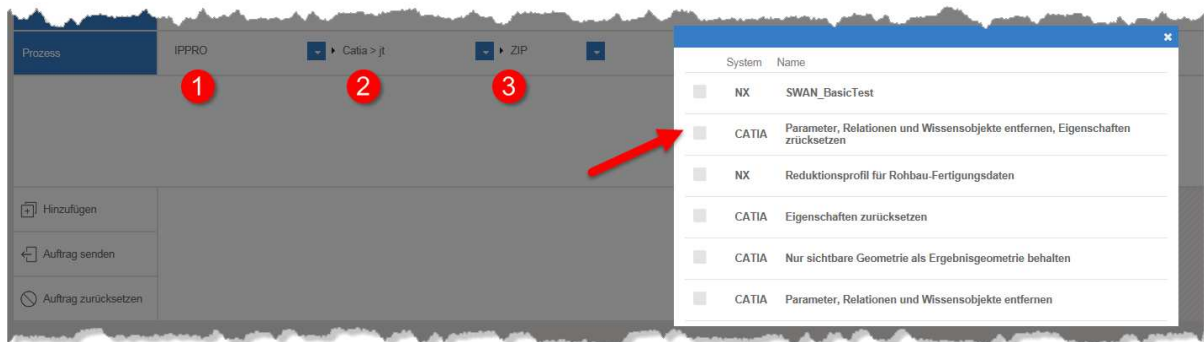 Prozess
IPPRO
Catia > jt
ZIP
1
2
3
Hinzufügen
Auftrag senden
Auftrag zurücksetzen
×
System Name
NX SWAN_BasicTest
CATIA Parameter, Relationen und Wissensobjekte entfernen, Eigenschaften
zrücksetzen
NX Reduktionsprofil für Rohbau-Fertigungsdaten
CATIA Eigenschaften zurücksetzen
CATIA Nur sichtbare Geometrie als Ergebnisgeometrie behalten
CATIA Parameter, Relationen und Wissensobjekte entfernen